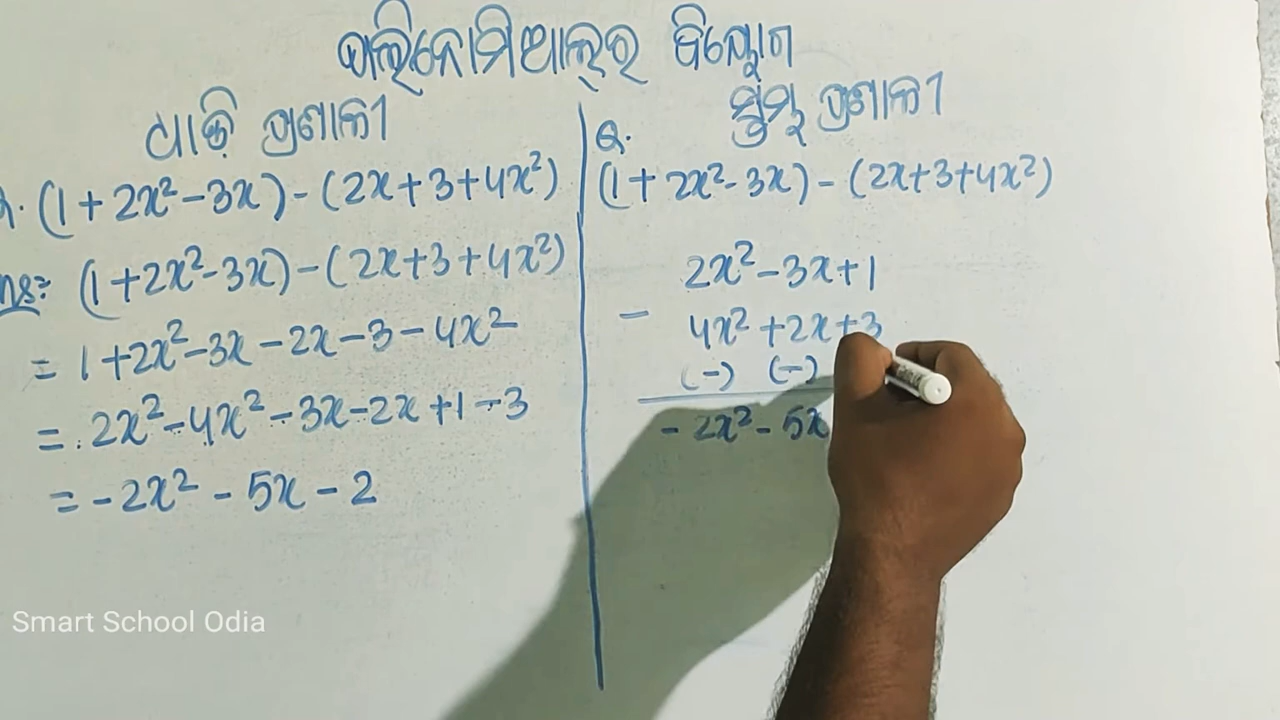 ପଲିନୋମିଆଲ୍‌ର ବିୟୋଗ
ଧାଡ଼ି ପ୍ରଣାଳୀ
(1 + 2x² - 3x) - (2x + 3 + 4x²)
(1 + 2x² - 3x) - (2x + 3 + 4x²)
= 1 + 2x² - 3x - 2x - 3 - 4x²
= 2x² - 4x² - 3x - 2x + 1 - 3
= - 2x² - 5x - 2
ସ୍ତମ୍ଭ ପ୍ରଣାଳୀ
Q.
(1 + 2x² - 3x) - (2x + 3 + 4x²)
2x² - 3x + 1
- 4x² + 2x + 3
(-) (-)
- 2x² - 5x
Smart School Odia